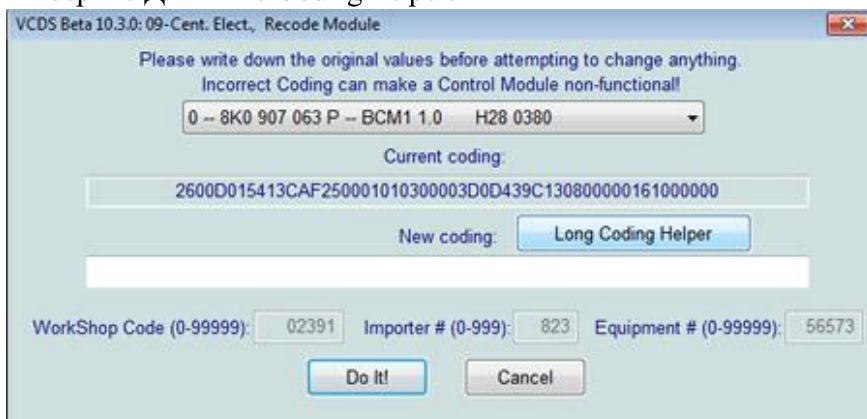 VCDS Beta 10.3.0: 09-Cent. Elect., Recode Module
Please write down the original values before attempting to change anything.
Incorrect Coding can make a Control Module non-functional!
0 -- 8K0 907 063 P -- BCM1 1.0 H28 0380
Current coding:
2600D015413CAF250001010300003D0D439C130800000161000000
New coding: Long Coding Helper
WorkShop Code (0-99999): 02391 Importer # (0-999): 823 Equipment # (0-99999): 56573
Do It! Cancel